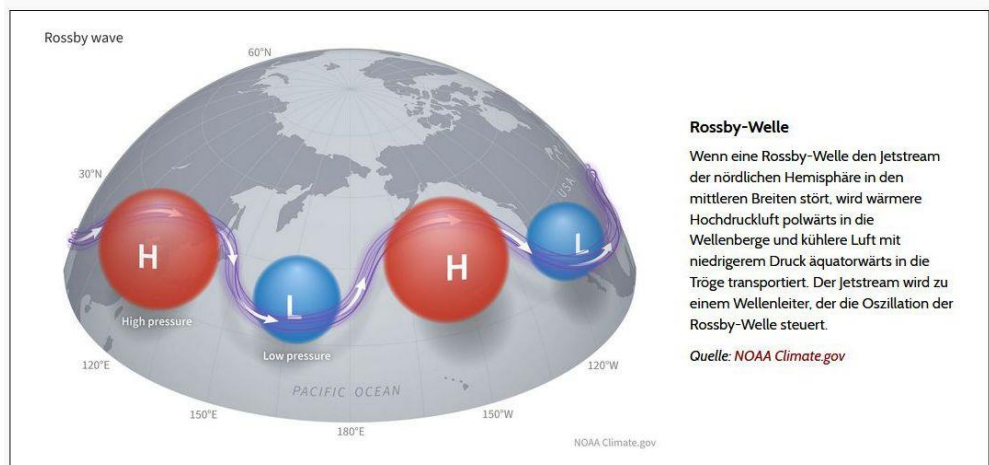 Rossby wave
60°N
30°N
USA
H
L
H
L
High pressure
Low pressure
120°E
120°W
PACIFIC OCEAN
150°E
150°W
180°E
NOAA Climate.gov
Rossby-Welle
Wenn eine Rossby-Welle den Jetstream
der nördlichen Hemisphäre in den
mittleren Breiten stört, wird wärmere
Hochdruckluft polwärts in die
Wellenberge und kühlere Luft mit
niedrigerem Druck äquatorwärts in die
Tröge transportiert. Der Jetstream wird zu
einem Wellenleiter, der die Oszillation der
Rossby-Welle steuert.
Quelle: NOAA Climate.gov